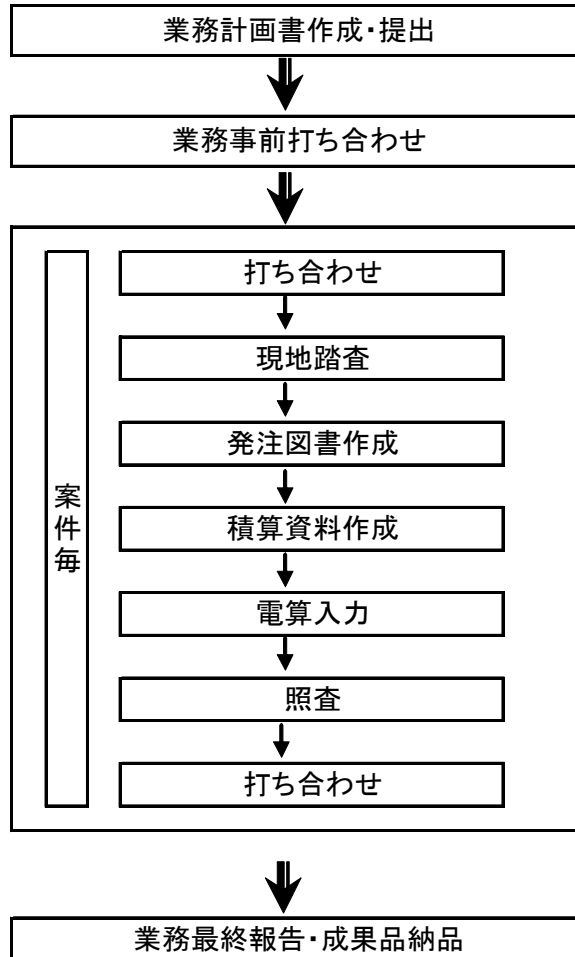 業務計画書作成・提出
業務事前打ち合わせ
案件毎
打ち合わせ
現地踏査
発注図書作成
積算資料作成
電算入力
照査
打ち合わせ
業務最終報告・成果品納品